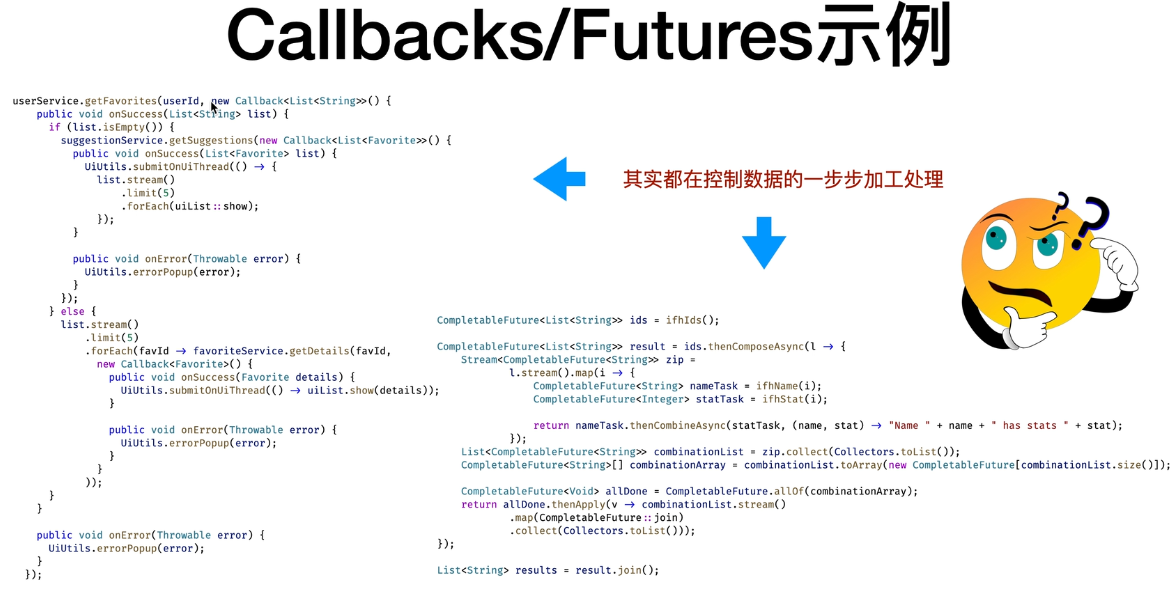 Callbacks/Futures示例
userService.getFavorites(userId, new Callback<List<String>>() {
public void onSuccess(List<String> list) {
if (list.isEmpty()) {
suggestionService.getSuggestions(new Callback<List<Favorite>>() {
public void onSuccess(List<Favorite> list) {
UiUtils.submitOnUiThread(() → {
list.stream()
.limit(5)
.forEach(uiList::show);
});
}
public void onError(Throwable error) {
UiUtils.errorPopup(error);
}
});
} else {
list.stream()
.limit(5)
.forEach(favId → favoriteService.getDetails(favId,
new Callback<Favorite>() {
public void onSuccess(Favorite details) {
UiUtils.submitOnUiThread(() → uiList.show(details));
}
public void onError(Throwable error) {
UiUtils.errorPopup(error);
}
}
));
}
}
public void onError(Throwable error) {
UiUtils.errorPopup(error);
}
});
其实都在控制数据的一步步加工处理
CompletableFuture<List<String>> ids = ifhIds();
CompletableFuture<List<String>> result = ids.thenComposeAsync(l → {
Stream<CompletableFuture<String>> zip =
l.stream().map(i → {
CompletableFuture<String> nameTask = ifhName(i);
CompletableFuture<Integer> statTask = ifhStat(i);
return nameTask.thenCombineAsync(statTask, (name, stat) → "Name " + name + " has stats " + stat);
});
List<CompletableFuture<String>> combinationList = zip.collect(Collectors.toList());
CompletableFuture<String>[] combinationArray = combinationList.toArray(new CompletableFuture[combinationList.size()]);
CompletableFuture<Void> allDone = CompletableFuture.allOf(combinationArray);
return allDone.thenApply(v → combinationList.stream()
.map(CompletableFuture::join)
.collect(Collectors.toList()));
});
List<String> results = result.join();
? ?